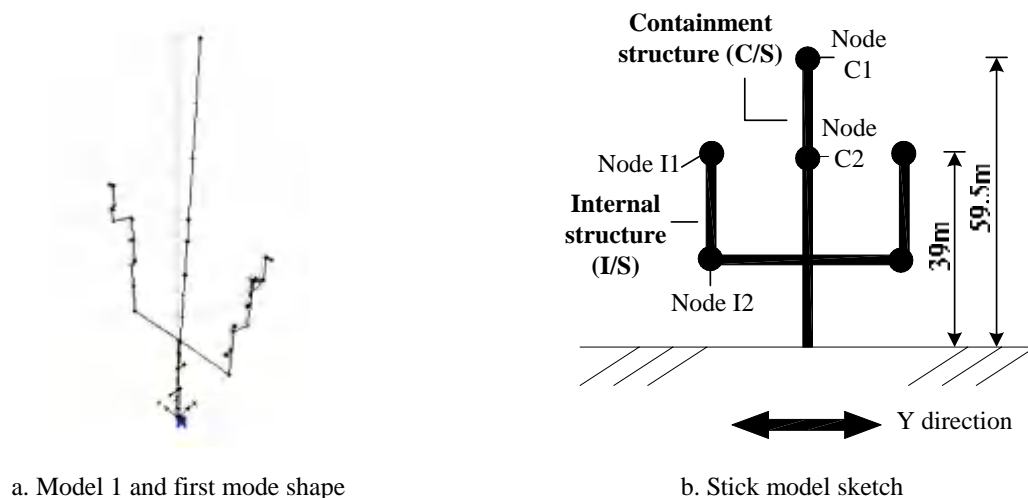 Containment
structure (C/S)
Node
C1
Node
C2
Node I1
Internal
structure
(I/S)
Node I2
39m
59.5m
Y direction
a. Model 1 and first mode shape
b. Stick model sketch